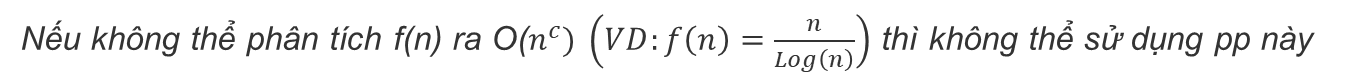 Nếu không thể phân tích f(n) ra O(n^c) (VD: f(n) = n/Log(n)) thì không thể sử dụng pp này